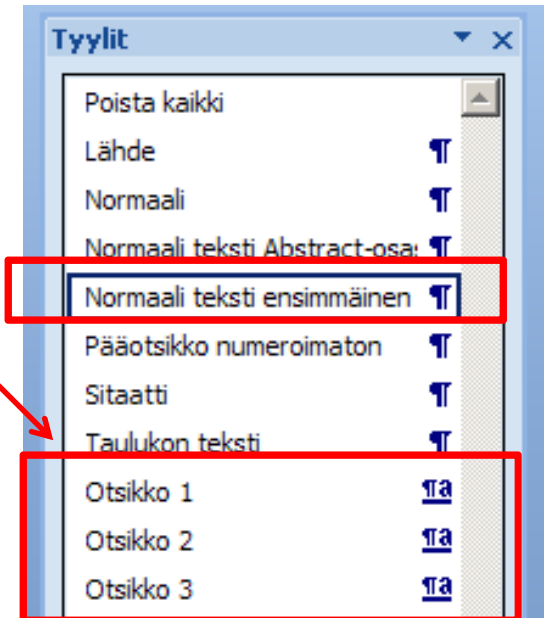 Tyylit
Poista kaikki
Lähde ¶
Normaali ¶
Normaali teksti Abstract-osa: ¶
Normaali teksti ensimmäinen ¶
Pääotsikko numeroimaton ¶
Sitaatti ¶
Taulukon teksti ¶
Otsikko 1 ¶a
Otsikko 2 ¶a
Otsikko 3 ¶a